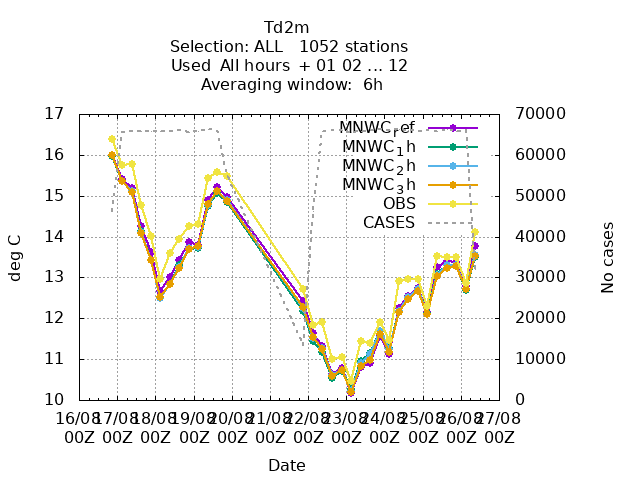 Td2m
Selection: ALL   1052 stations
Used  All hours  + 01 02 ... 12
Averaging window:  6h
17
16
15
14
13
12
11
10
deg C
70000
60000
50000
40000
30000
20000
10000
0
No cases
MNWC_ref
MNWC_1h
MNWC_2h
MNWC_3h
OBS
CASES
16/08 17/08 18/08 19/08 20/08 21/08 22/08 23/08 24/08 25/08 26/08 27/08
00Z 00Z 00Z 00Z 00Z 00Z 00Z 00Z 00Z 00Z 00Z 00Z
Date